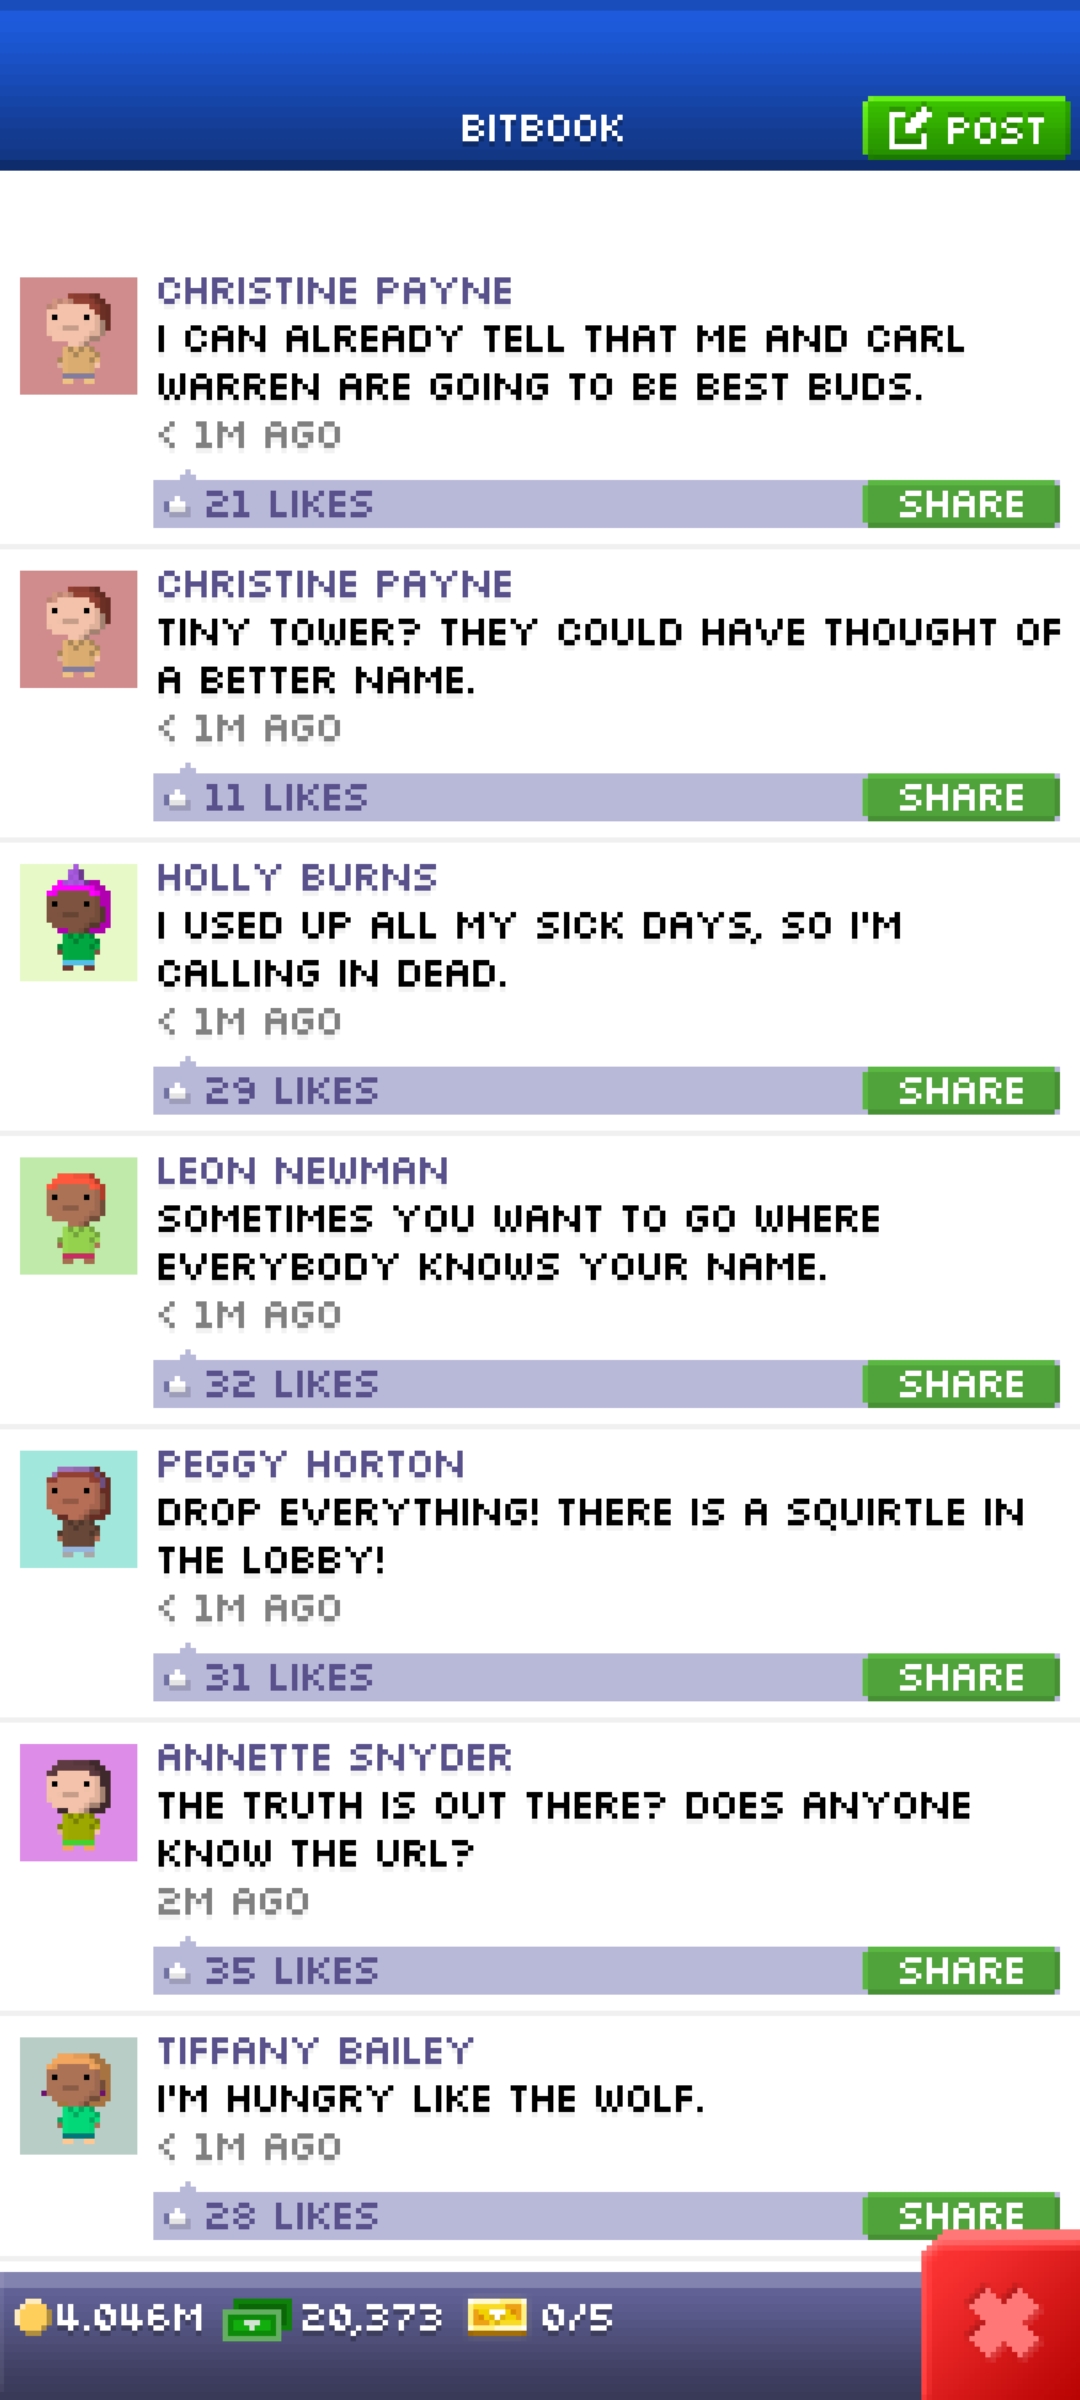 BITBOOK
POST
CHRISTINE PAYNE
I CAN ALREADY TELL THAT ME AND CARL
WARREN ARE GOING TO BE BEST BUDS.
< 1M AGO
21 LIKES
SHARE
CHRISTINE PAYNE
TINY TOWER? THEY COULD HAVE THOUGHT OF
A BETTER NAME.
< 1M AGO
11 LIKES
SHARE
HOLLY BURNS
I USED UP ALL MY SICK DAYS, SO I'M
CALLING IN DEAD.
< 1M AGO
29 LIKES
SHARE
LEON NEWMAN
SOMETIMES YOU WANT TO GO WHERE
EVERYBODY KNOWS YOUR NAME.
< 1M AGO
32 LIKES
SHARE
PEGGY HORTON
DROP EVERYTHING! THERE IS A SQUIRTLE IN
THE LOBBY!
< 1M AGO
31 LIKES
SHARE
ANNETTE SNYDER
THE TRUTH IS OUT THERE? DOES ANYONE
KNOW THE URL?
2M AGO
35 LIKES
SHARE
TIFFANY BAILEY
I'M HUNGRY LIKE THE WOLF.
< 1M AGO
28 LIKES
SHARE
4.046M
20,373
0/5